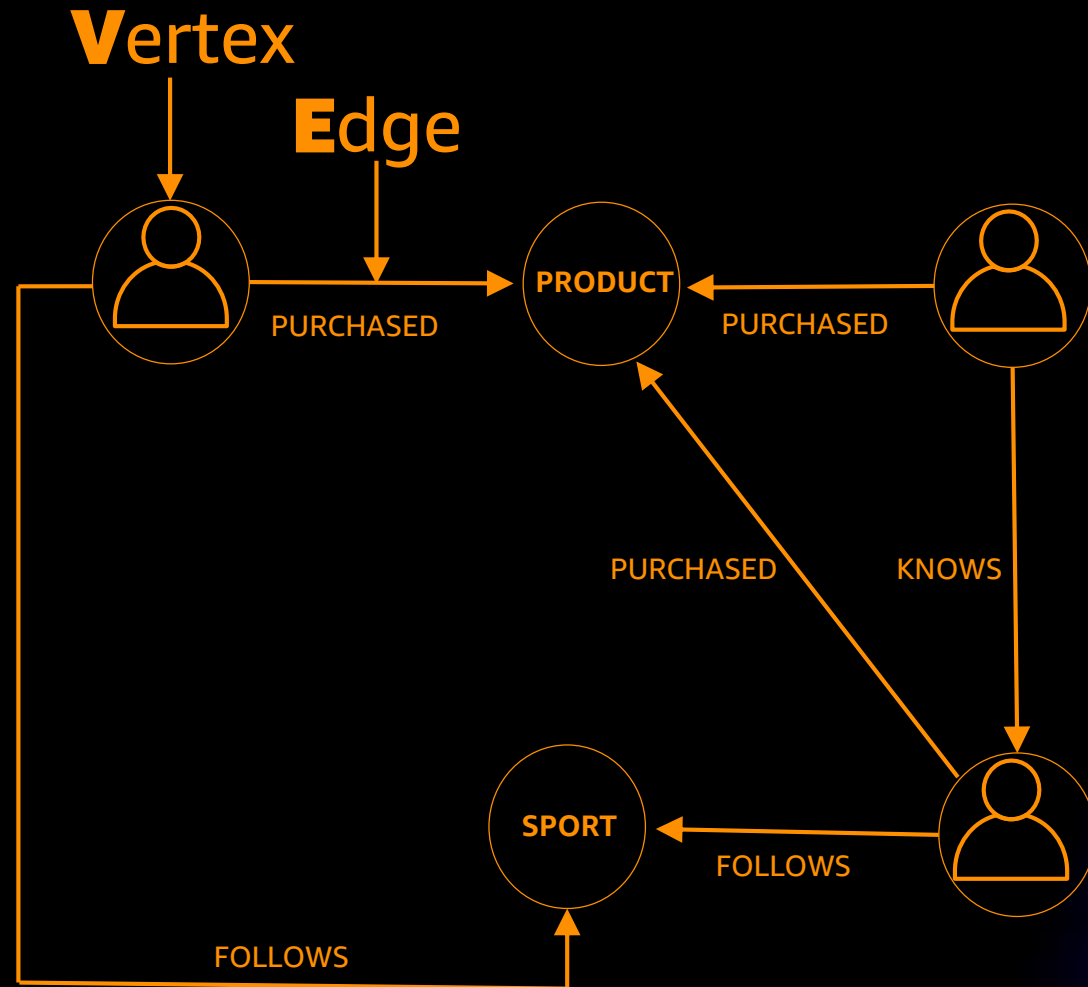 Vertex
Edge
PRODUCT
PURCHASED
PURCHASED
PURCHASED
KNOWS
SPORT
FOLLOWS
FOLLOWS